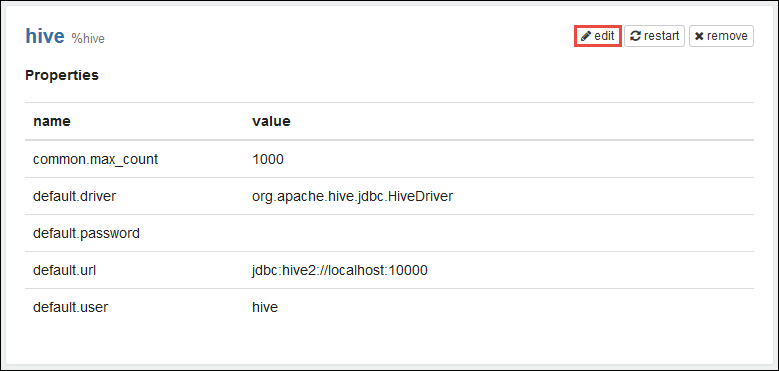 hive %hive edit restart remove
Properties
name value
common.max_count 1000
default.driver org.apache.hive.jdbc.HiveDriver
default.password
default.url jdbc:hive2://localhost:10000
default.user hive